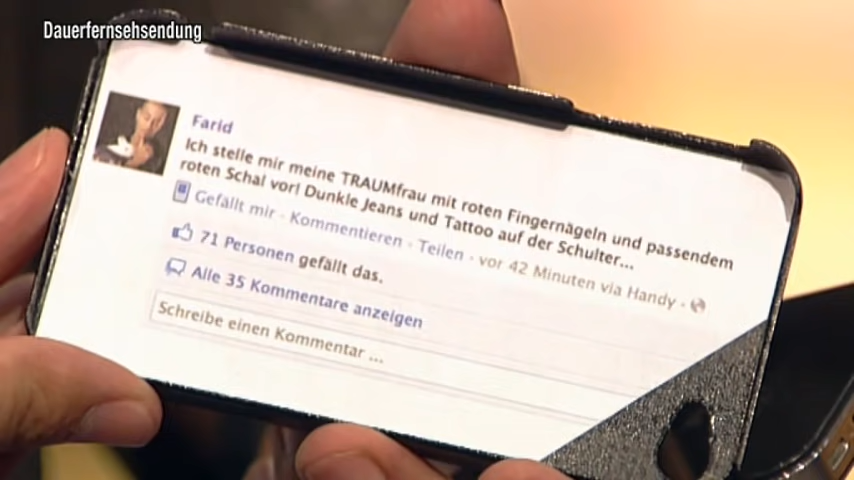 Dauerfernsehsendung
Farid
Ich stelle mir meine TRAUMfrau mit roten Fingernägeln und passendem
roten Schal vor! Dunkle Jeans und Tattoo auf der Schulter...
Gefällt mir · Kommentieren · Teilen · vor 42 Minuten via Handy ·
71 Personen gefällt das.
Alle 35 Kommentare anzeigen
Schreibe einen Kommentar ...